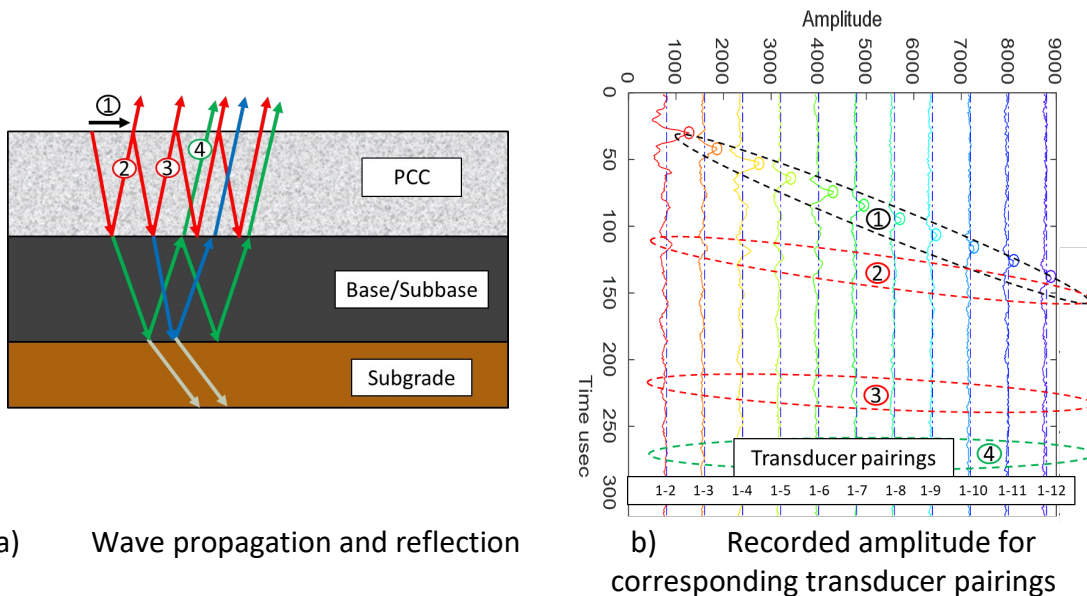 ①
②
③
④
PCC
Base/Subbase
Subgrade
a) Wave propagation and reflection
Amplitude
0
1000
2000
3000
4000
5000
6000
7000
8000
9000
0
50
100
150
200
250
300
Time usec
①
②
③
④
Transducer pairings
1-2 1-3 1-4 1-5 1-6 1-7 1-8 1-9 1-10 1-11 1-12
b) Recorded amplitude for
corresponding transducer pairings